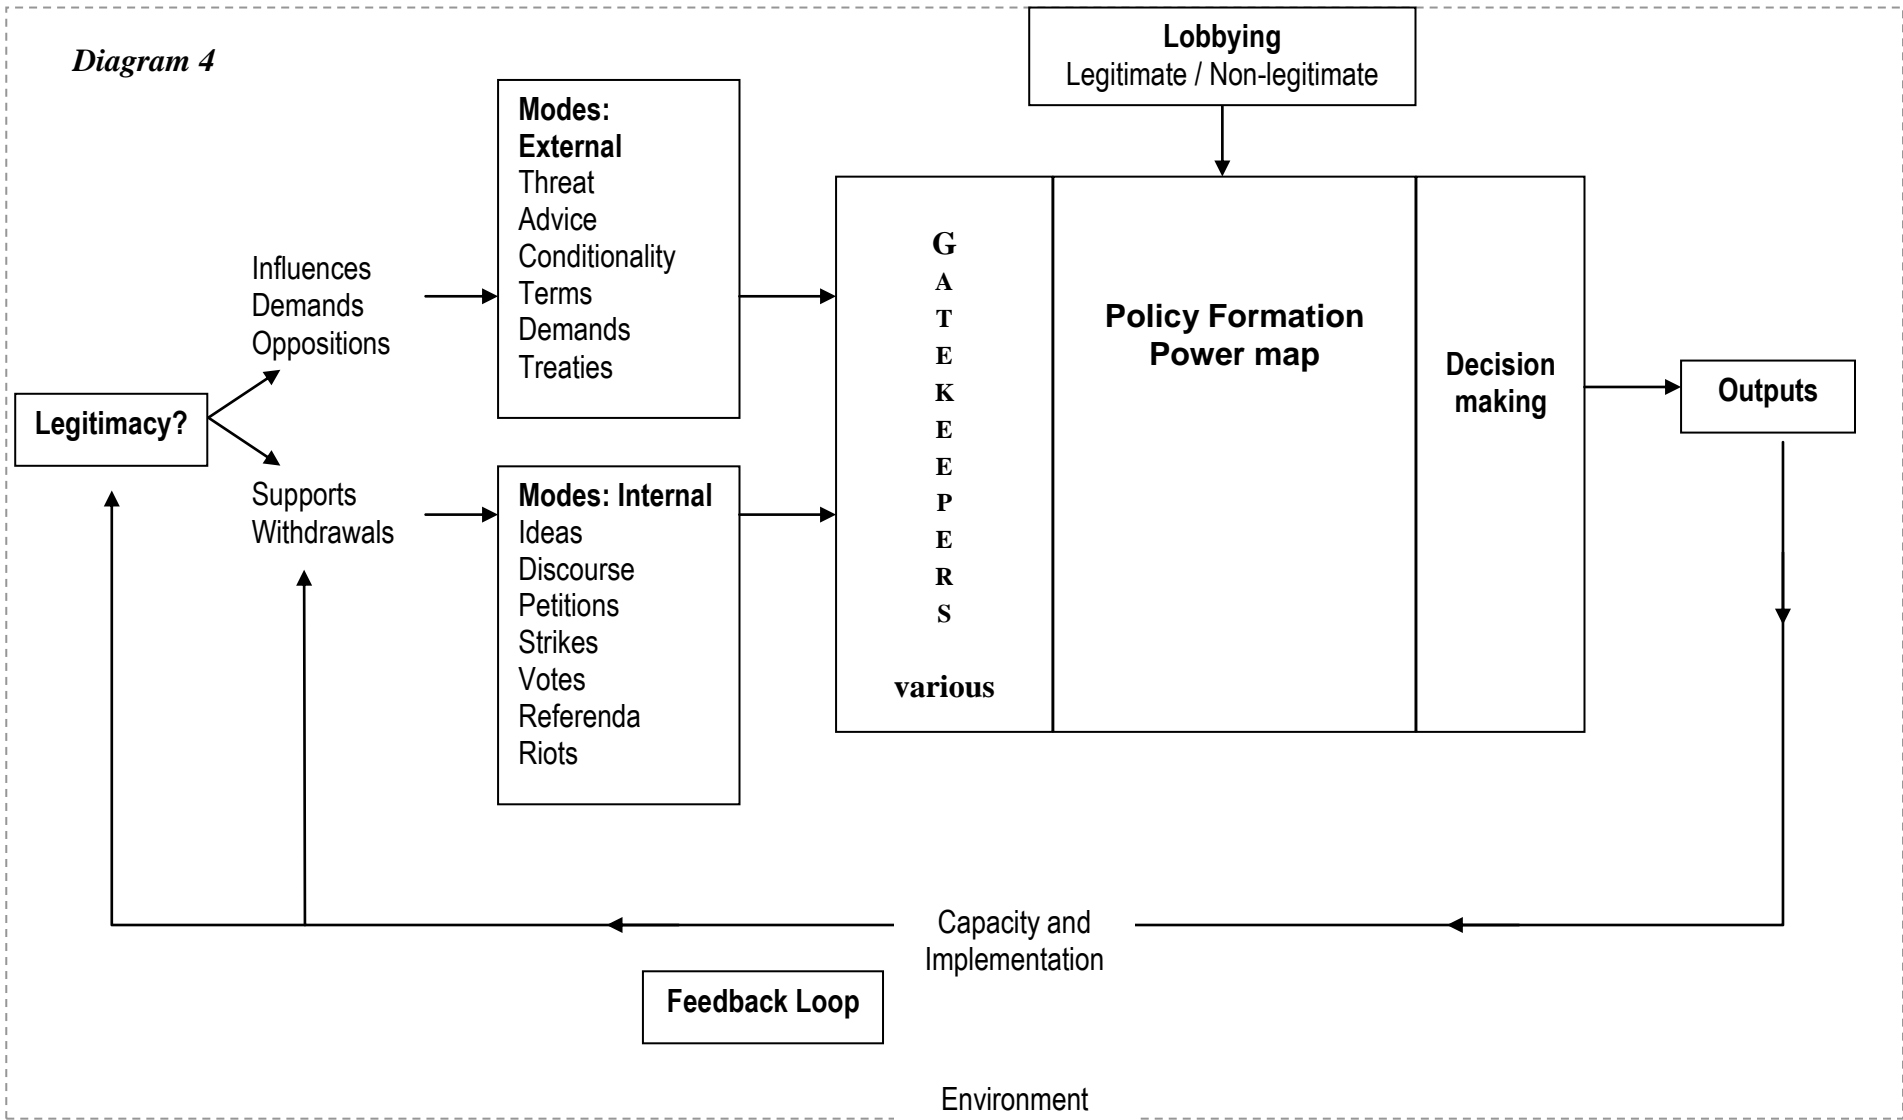 Diagram 4
Lobbying
Legitimate / Non-legitimate
Legitimacy?
Influences
Demands
Oppositions
Supports
Withdrawals
Modes:
External
Threat
Advice
Conditionality
Terms
Demands
Treaties
Modes: Internal
Ideas
Discourse
Petitions
Strikes
Votes
Referenda
Riots
G
A
T
E
K
E
E
P
E
R
S
various
Policy Formation
Power map
Decision
making
Outputs
Capacity and
Implementation
Feedback Loop
Environment